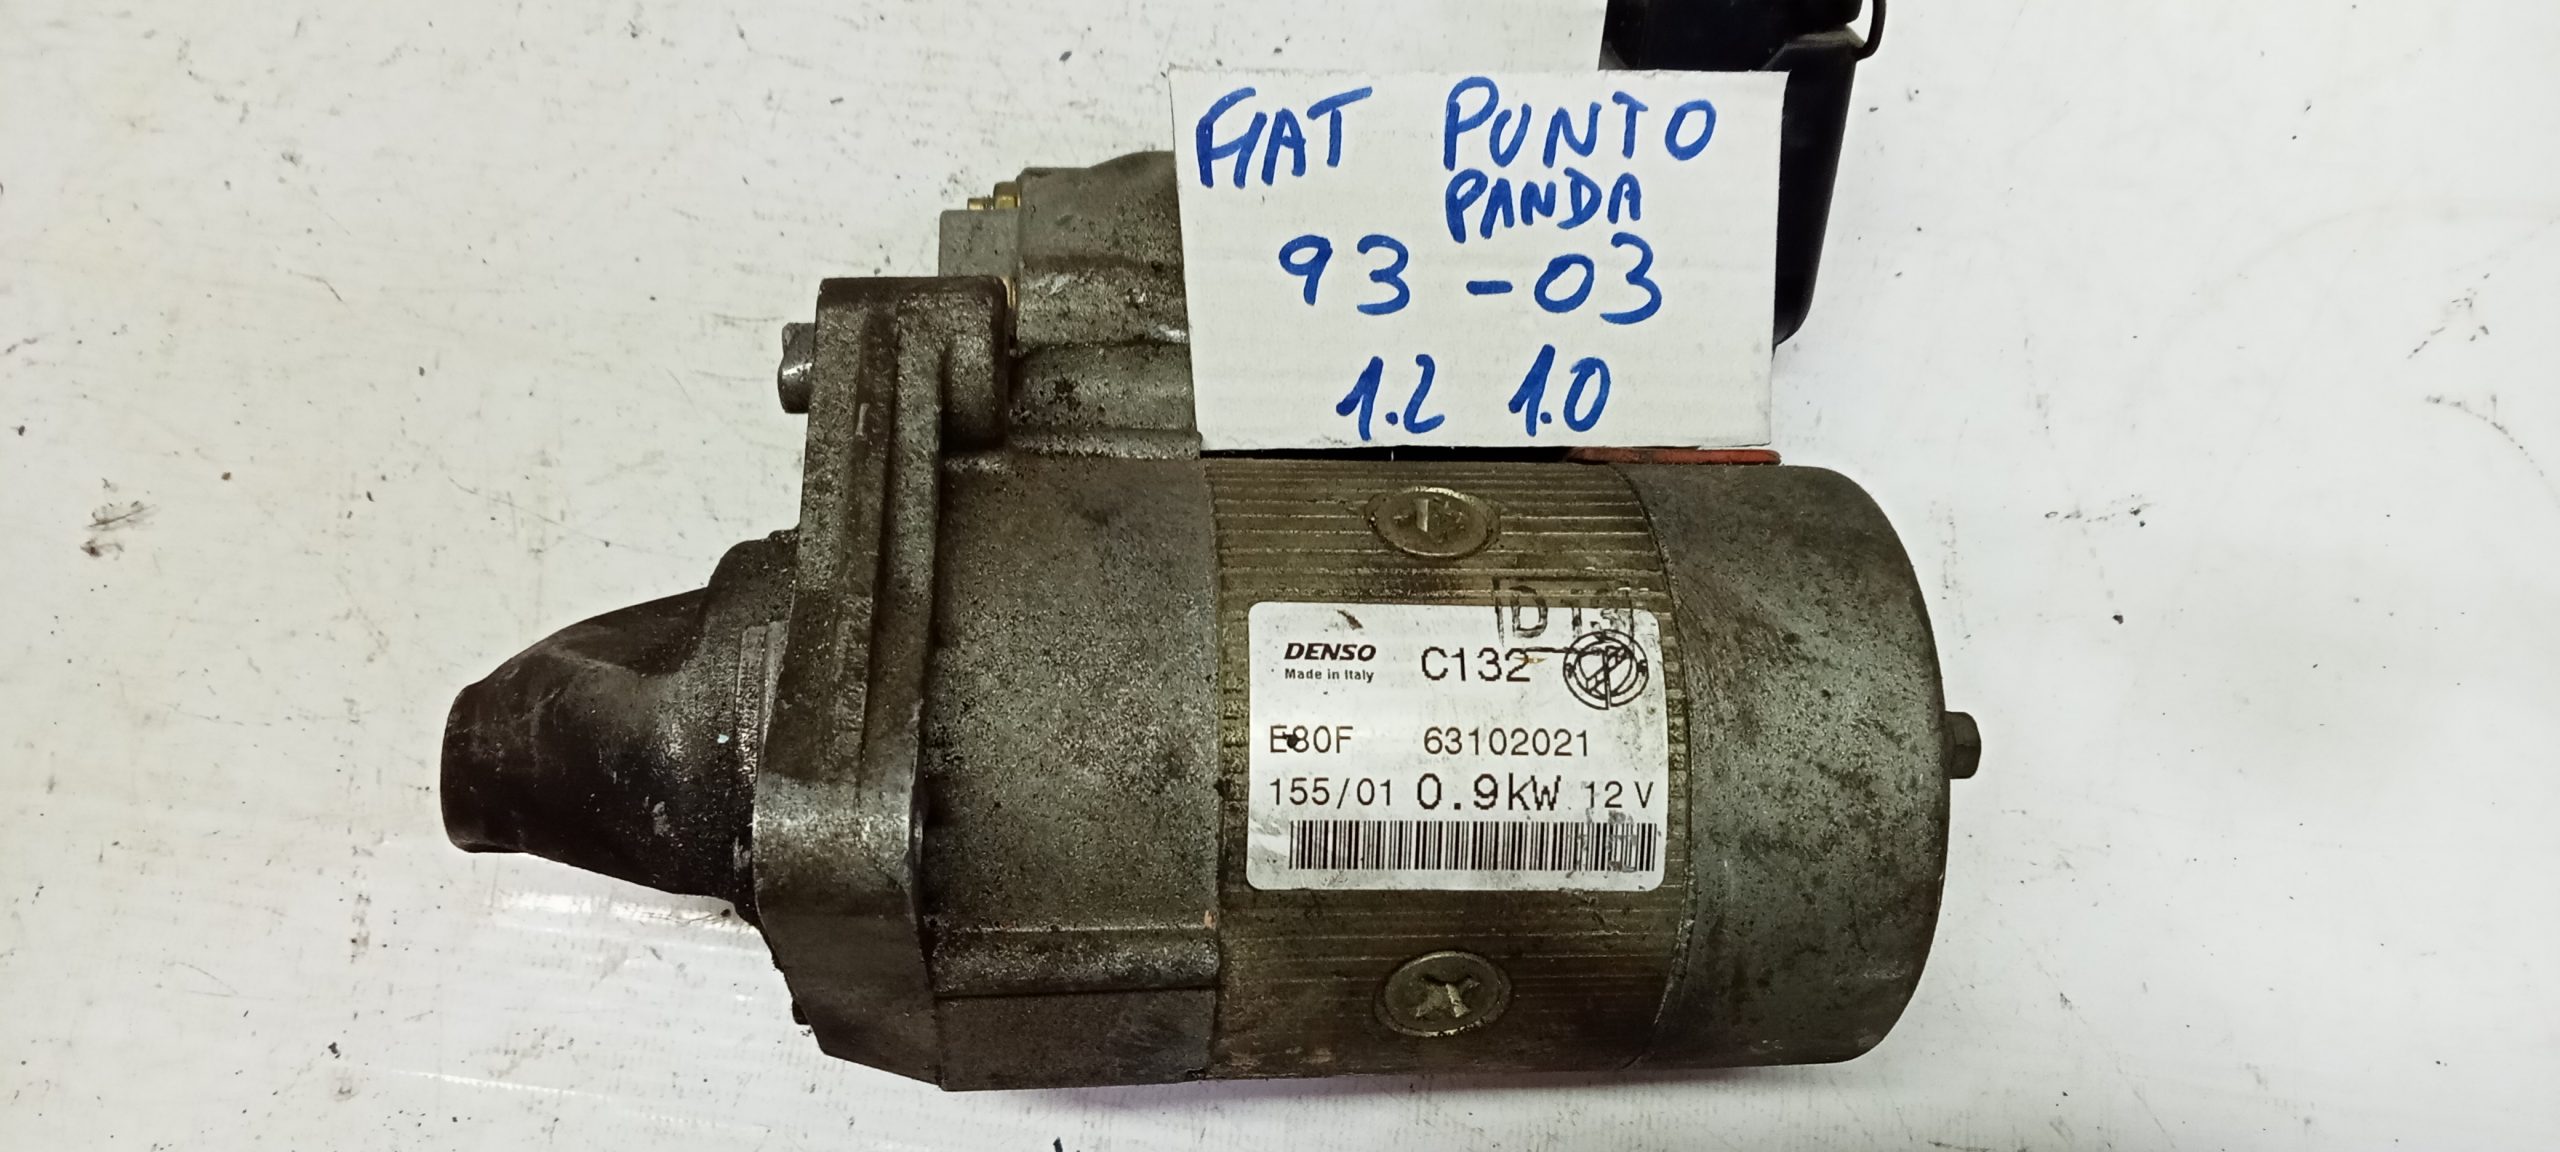 FIAT PUNTO
PANDA
93-03
1.2 1.0
DENSO C132
Made in Italy
E80F 63102021
155/01 0.9kW 12V